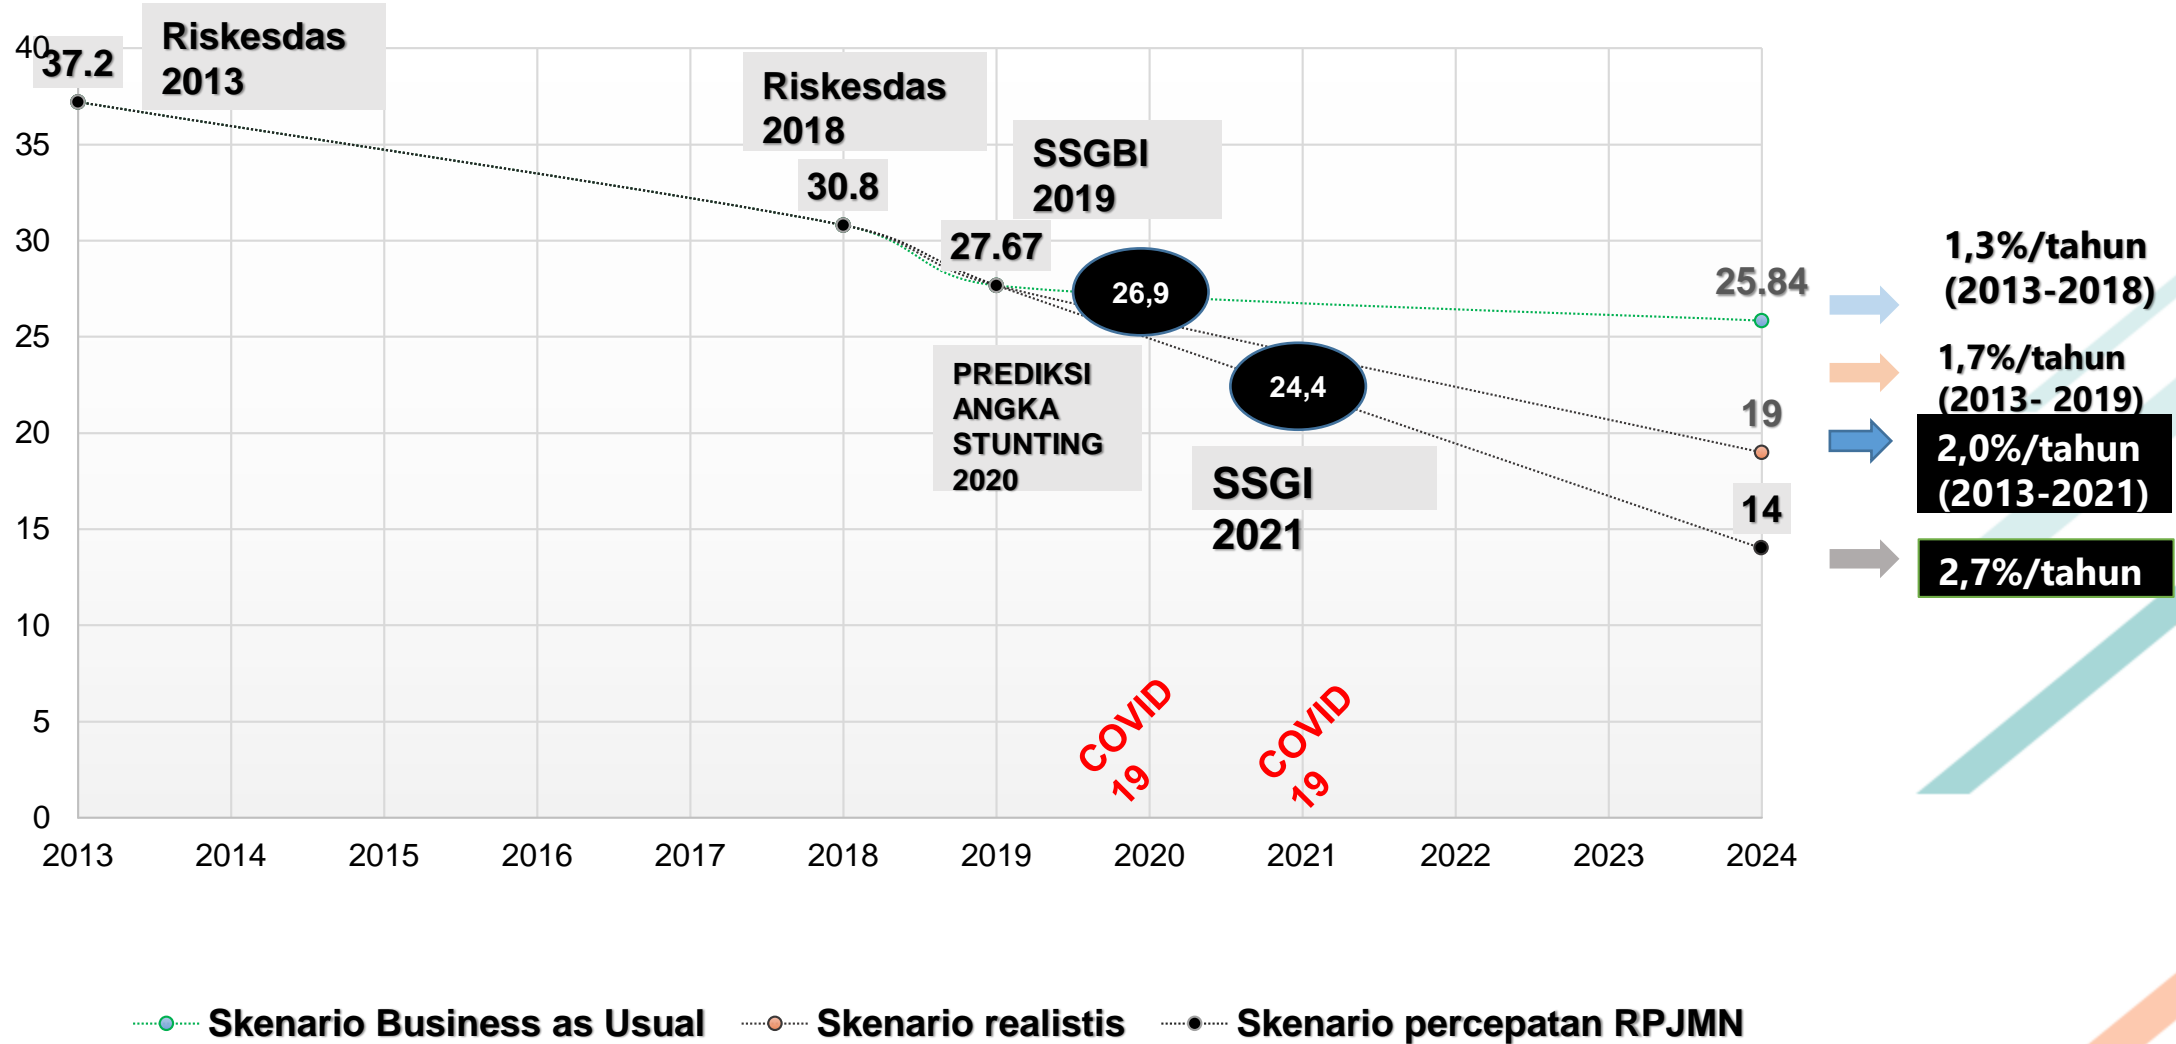 40
35
30
25
20
15
10
5
0
37.2
Riskesdas
2013
Riskesdas
2018
30.8
SSGBI
2019
27.67
26,9
PREDIKSI
ANGKA
STUNTING
2020
24,4
SSGI
2021
25.84
19
14
1,3%/tahun
(2013-2018)
1,7%/tahun
(2013- 2019)
2,0%/tahun
(2013-2021)
2,7%/tahun
COVID
19
COVID
19
2013 2014 2015 2016 2017 2018 2019 2020 2021 2022 2023 2024
Skenario Business as Usual Skenario realistis Skenario percepatan RPJMN